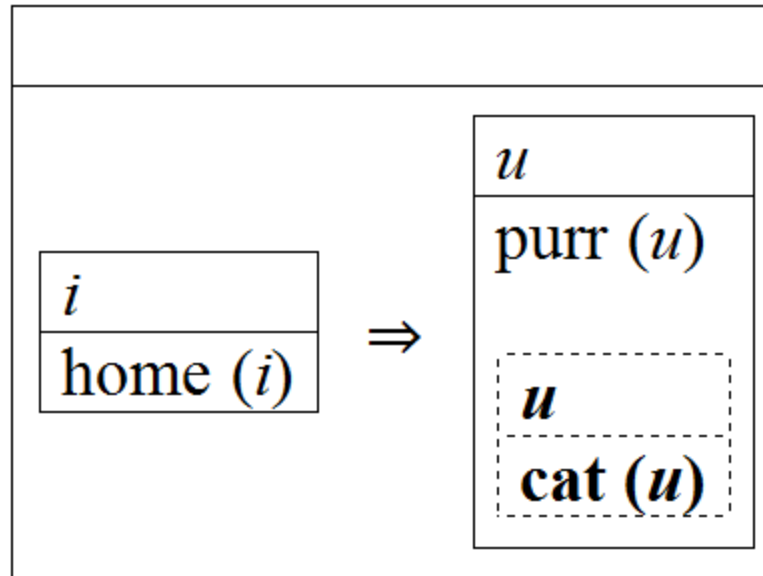 u
purr (u)
i
home (i)
⇒
u
cat (u)